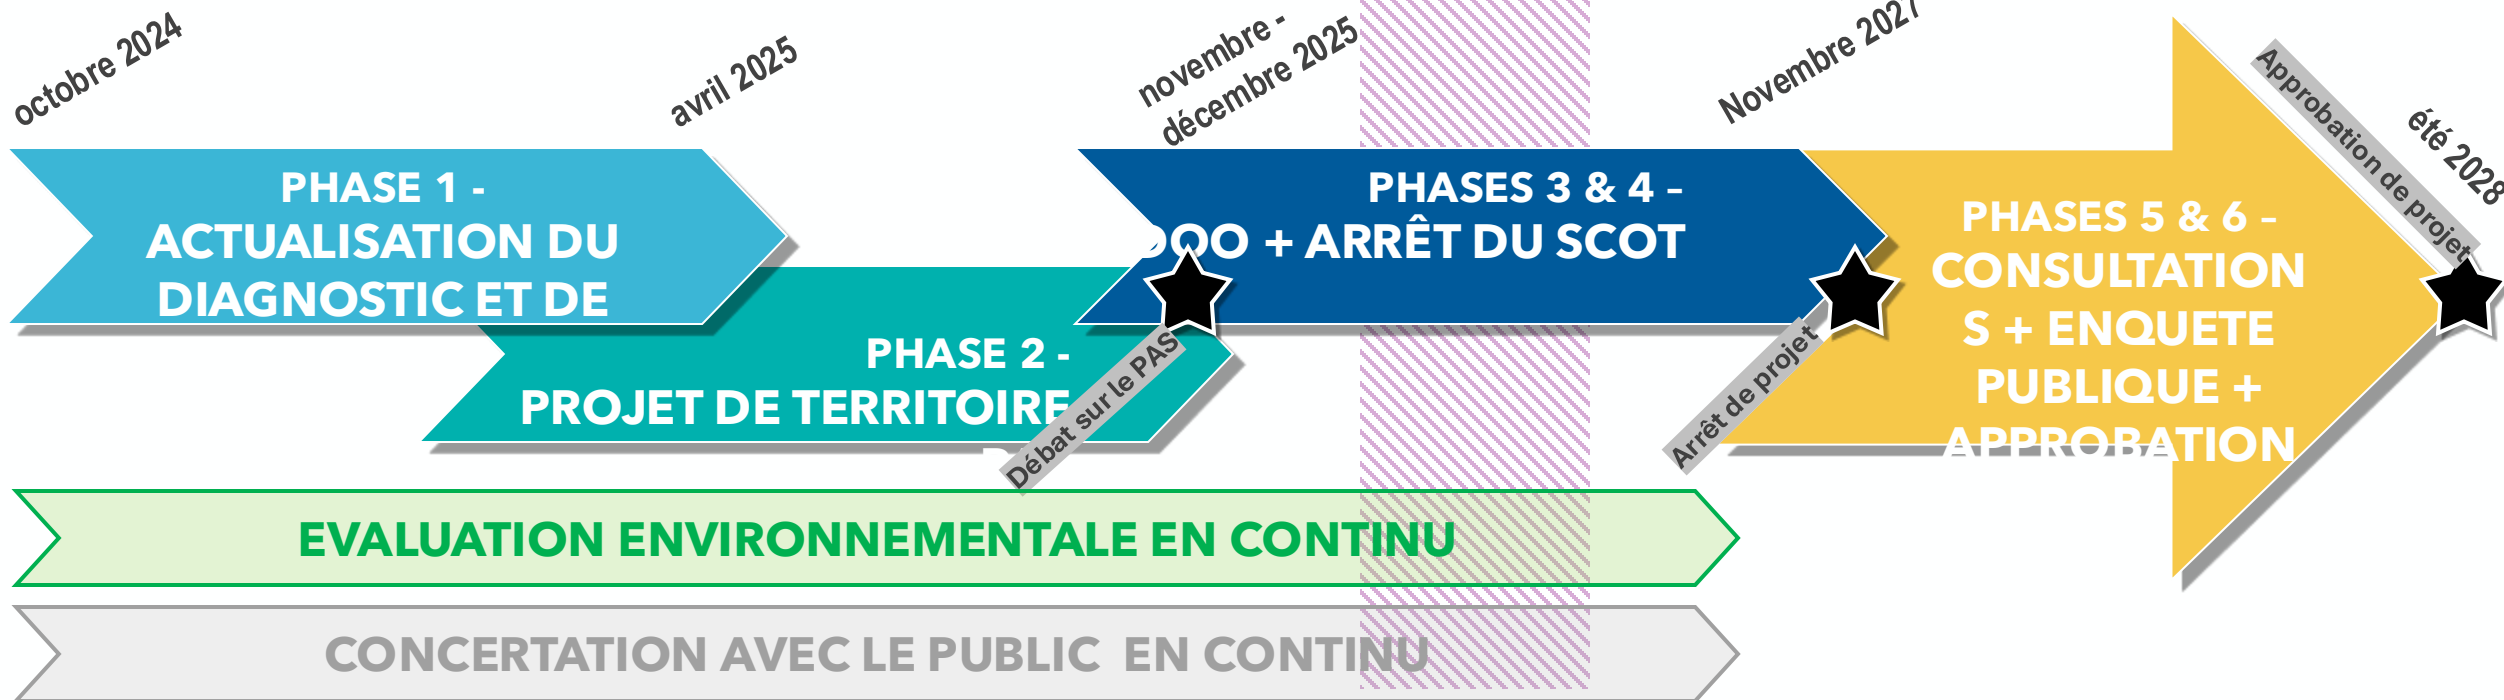 octobre 2024
avril 2025
novembre -
décembre 2025
Novembre 2027
été 2028
Approbation de projet
PHASE 1 -
ACTUALISATION DU
DIAGNOSTIC ET DE
PHASES 3 & 4 –
DOO + ARRÊT DU SCOT
PHASES 5 & 6 –
CONSULTATION
S + ENQUETE
PUBLIQUE +
APPROBATION
PHASE 2 -
PROJET DE TERRITOIRE
Débat sur le PAS
Arrêt de projet
EVALUATION ENVIRONNEMENTALE EN CONTINU
CONCERTATION AVEC LE PUBLIC  EN CONTINU